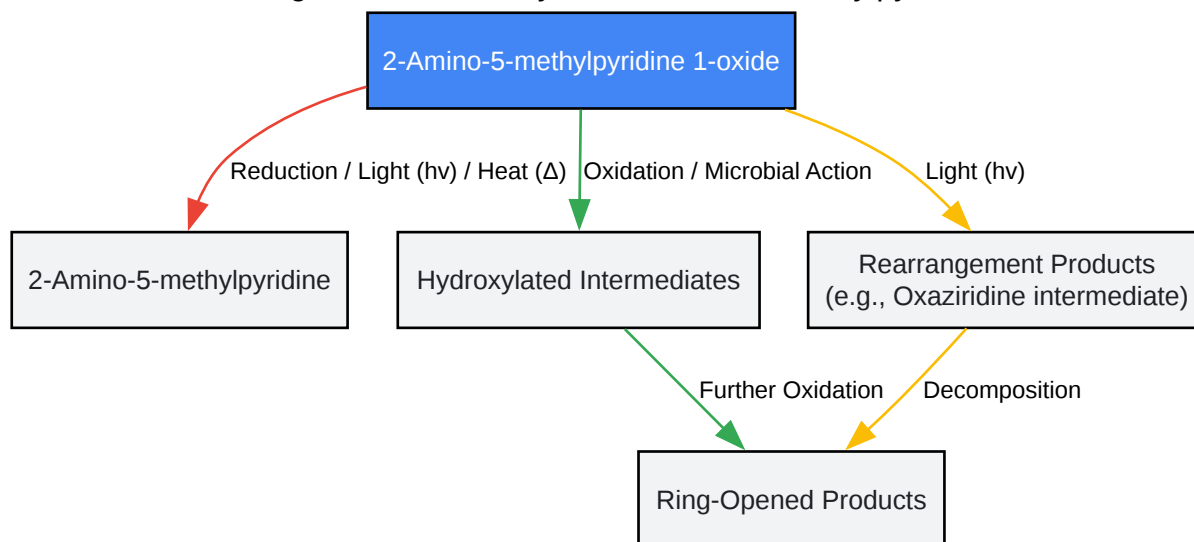 2-Amino-5-methylpyridine 1-oxide
Reduction / Light (hv) / Heat (Δ)
Oxidation / Microbial Action
Light (hv)
2-Amino-5-methylpyridine
Hydroxylated Intermediates
Rearrangement Products
(e.g., Oxaziridine intermediate)
Further Oxidation
Decomposition
Ring-Opened Products